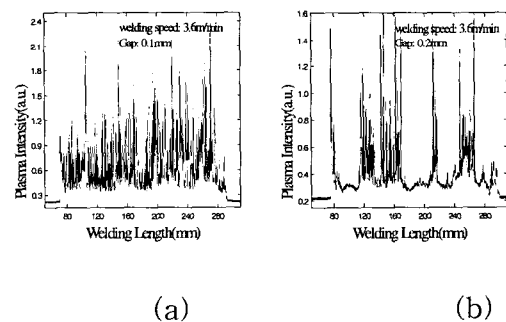 welding speed: 3.6m/min
Gap: 0.1mm
Plasma Intensity(a.u.)
2.4
2.1
1.8
1.5
1.2
0.9
0.6
0.3
80 120 160 200 240 280
Welding Length(mm)
(a)
welding speed: 3.6m/min
Gap: 0.2mm
Plasma Intensity(a.u.)
1.6
1.4
1.2
1.0
0.8
0.6
0.4
0.2
80 120 160 200 240 280
Welding Length(mm)
(b)